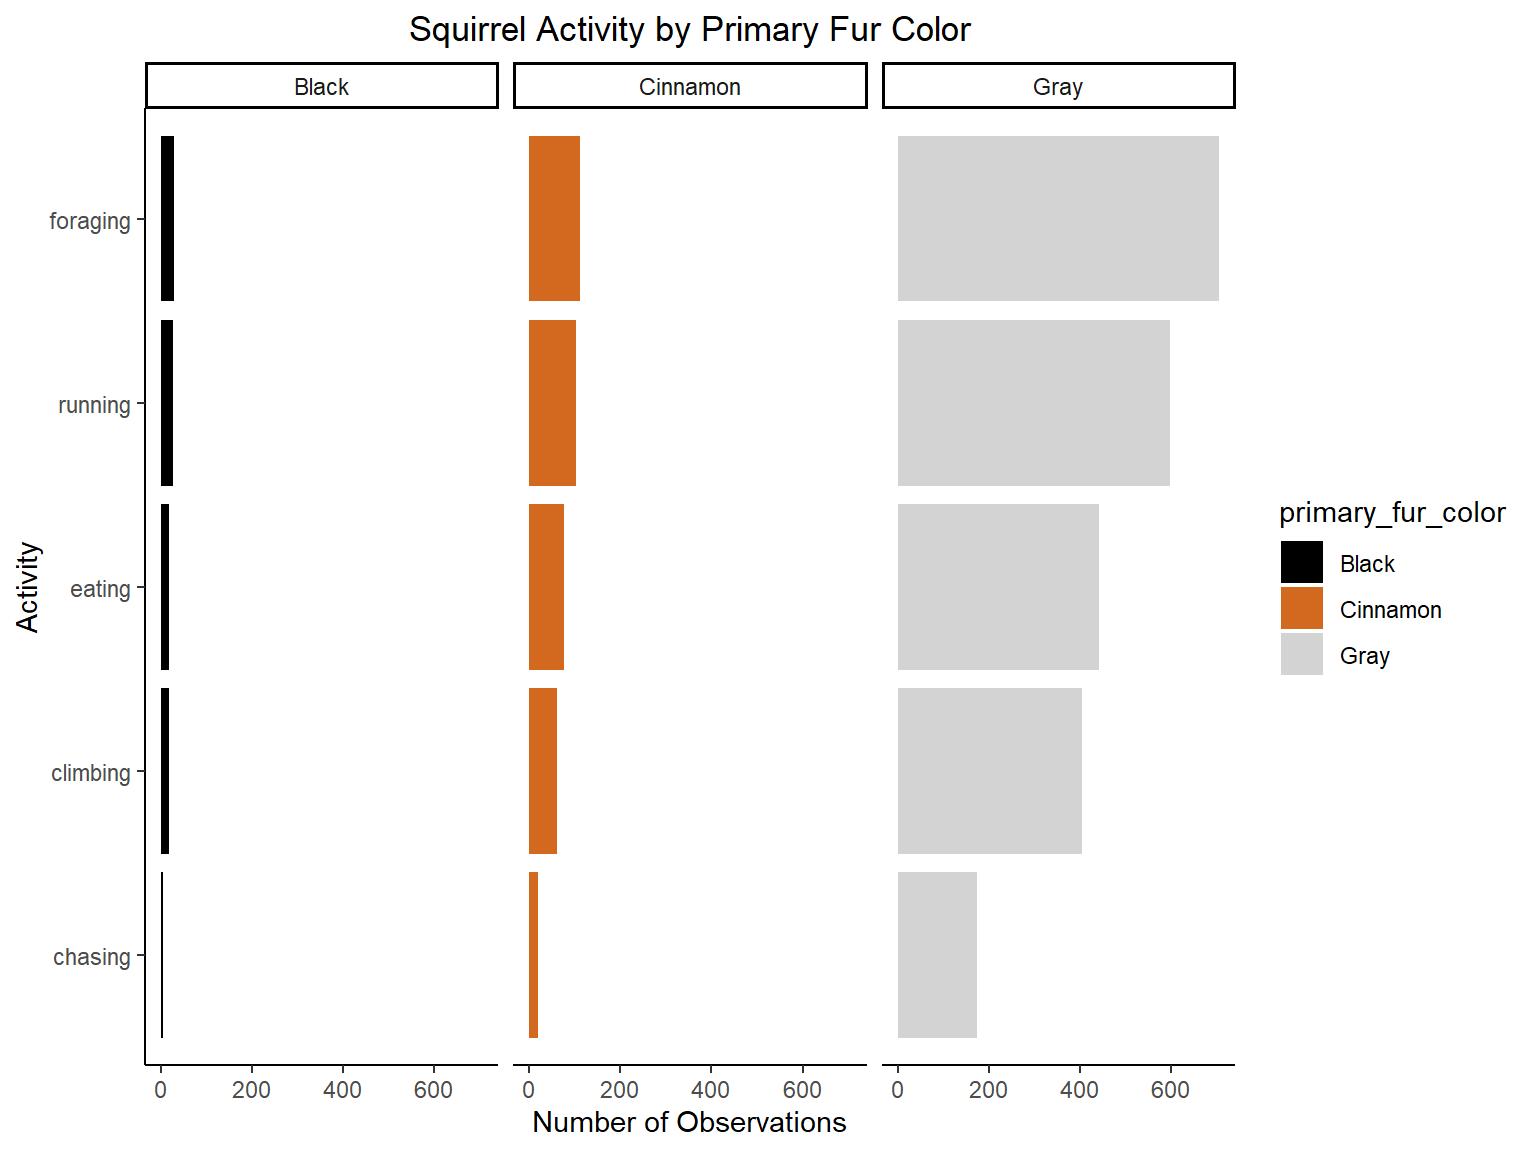 Squirrel Activity by Primary Fur Color
Black Cinnamon Gray
foraging
running
eating
climbing
chasing
Activity
0 200 400 600 0 200 400 600 0 200 400 600
Number of Observations
primary_fur_color
Black
Cinnamon
Gray